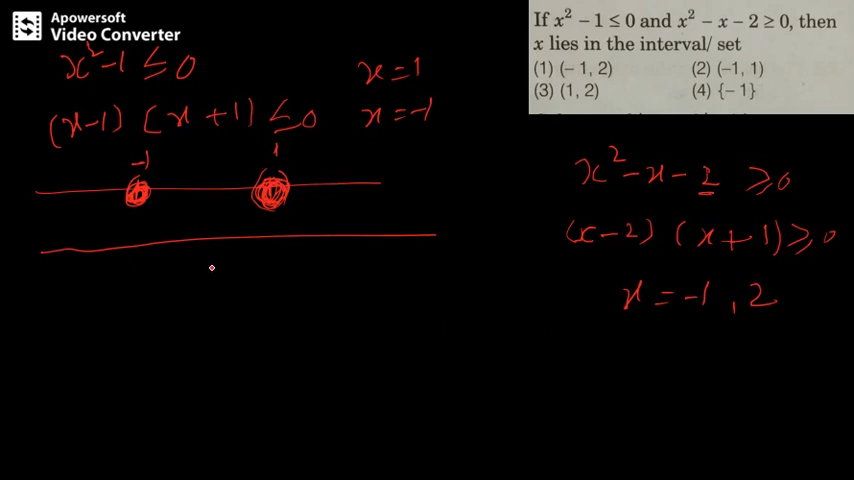 Apowersoft
Video Converter
If x² − 1 ≤ 0 and x² − x − 2 ≥ 0, then
x lies in the interval/ set
(1) (− 1, 2) (2) (−1, 1)
(3) (1, 2) (4) {− 1}
x²-1 ≤ 0 x=1
(x-1) (x +1) ≤ 0 x=-1
-1 1
x²-x-2 ≥0
(x-2) (x+1)≥0
x = -1, 2